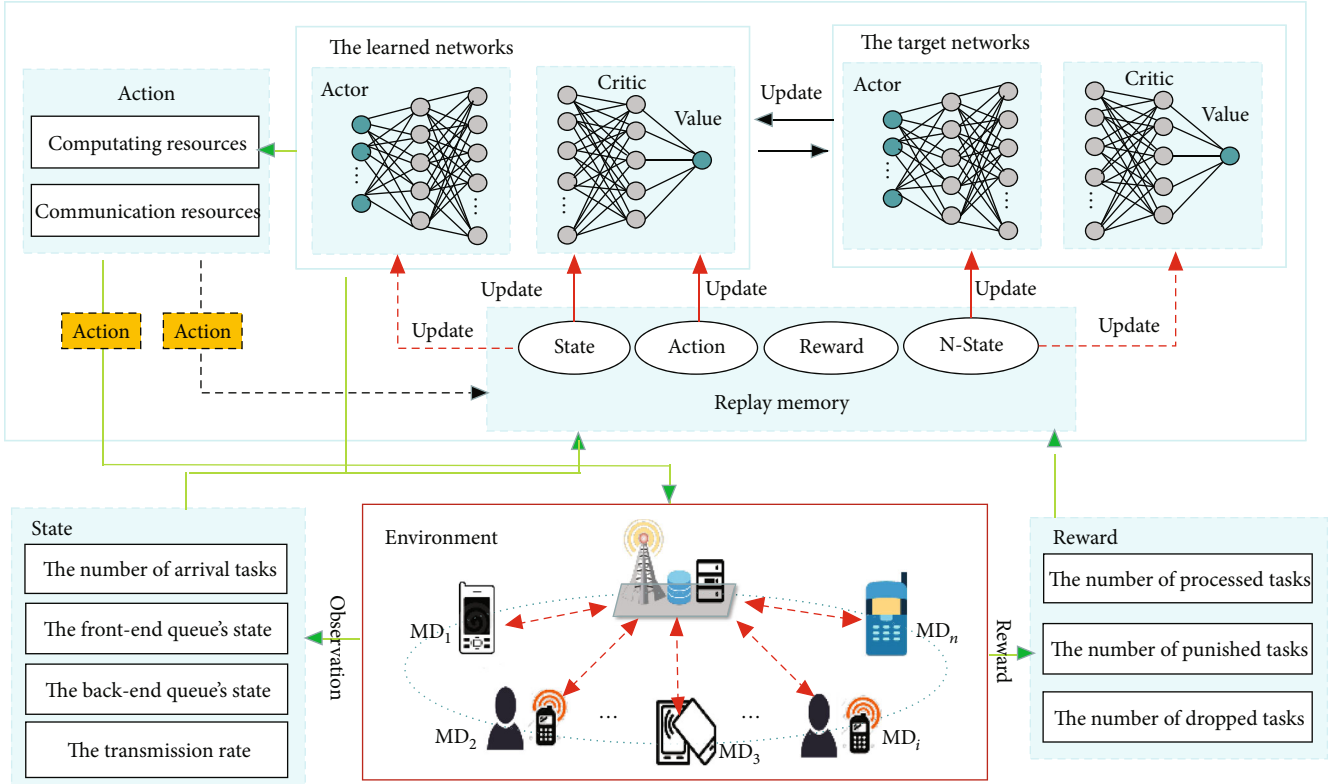 The learned networks
The target networks
Action
Computating resources
Communication resources
Actor
Critic
Value
Update
Actor
Critic
Value
Update
Update
Update
Update
Update
Action
Action
State
Action
Reward
N-State
Replay memory
State
The number of arrival tasks
The front-end queue's state
The back-end queue's state
The transmission rate
Observation
Environment
MD1
MDn
MD2
...
MD3
...
MDi
Reward
Reward
The number of processed tasks
The number of punished tasks
The number of dropped tasks